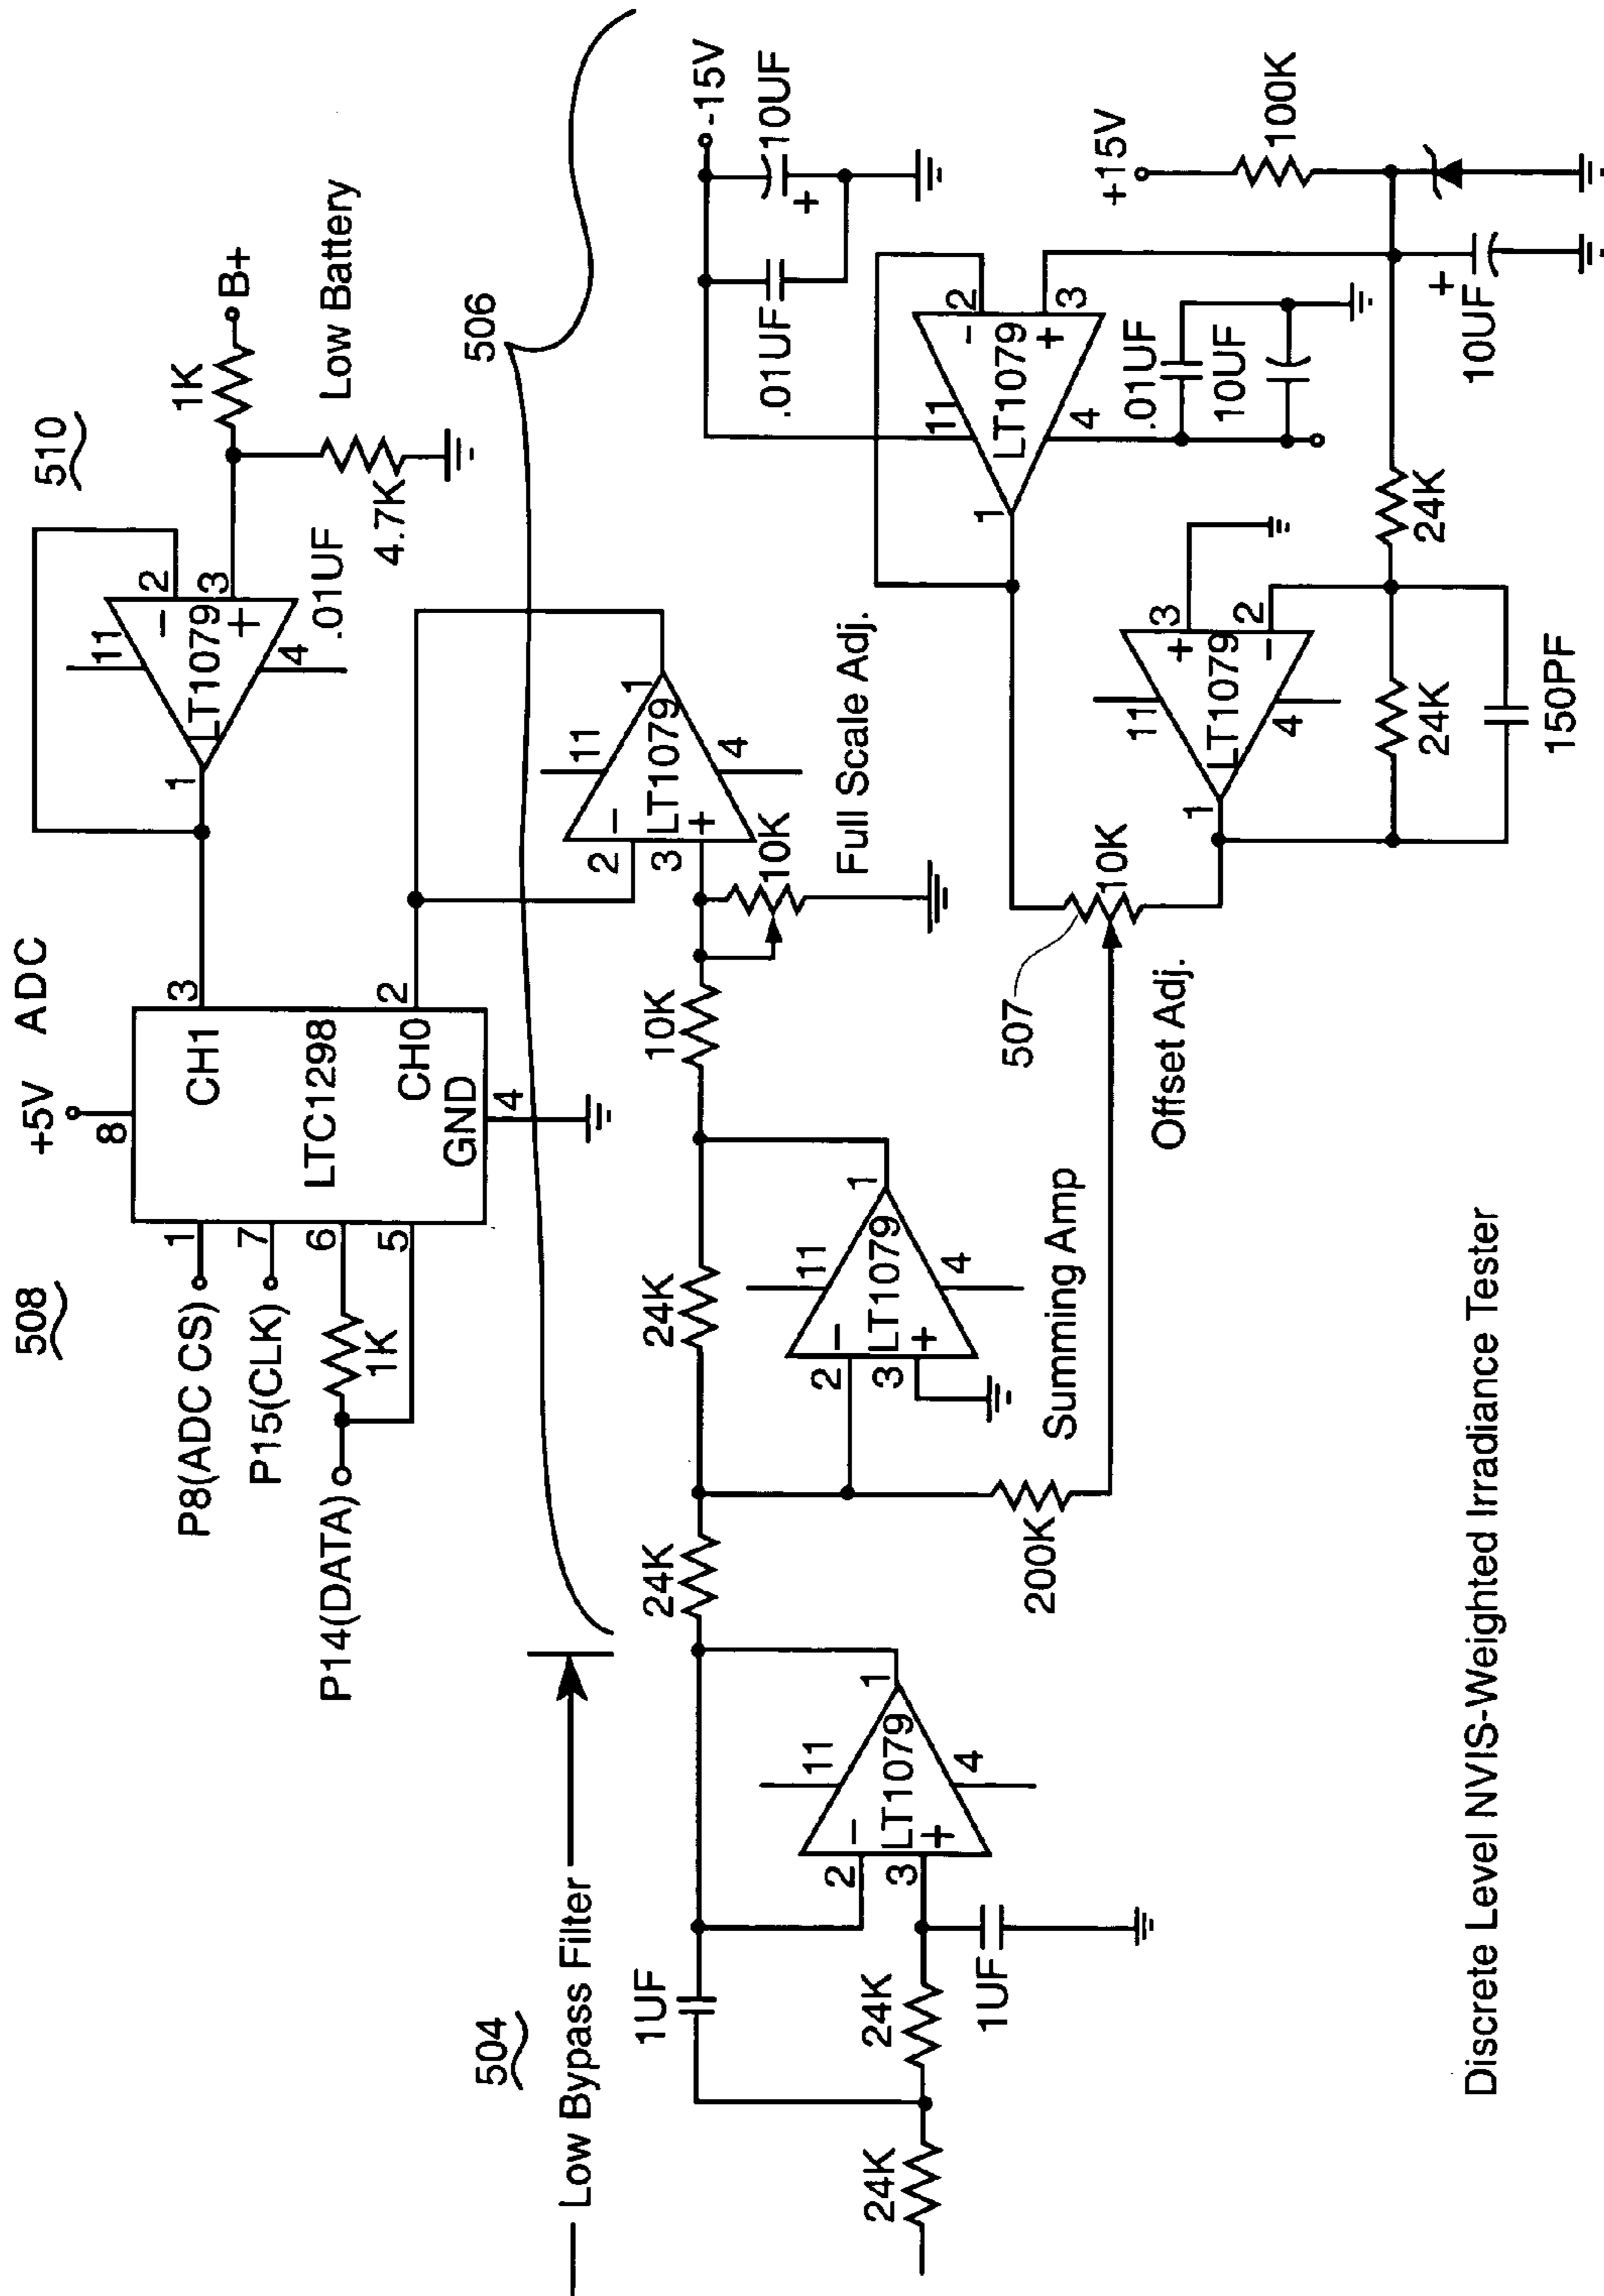 508
+5V ADC
510
8
P8(ADC CS)
1
CH1
3
P15(CLK)
7
LTC1298
P14(DATA)
1K
6
5
CH0
2
GND
4
1
LT1079
11
4
−
2
+
3
.01UF
1K
B+
4.7K
Low Battery
504
Low Bypass Filter
506
24K
1UF
24K
1UF
2
−
3
+
LT1079
11
4
1
24K
200K
24K
2
−
3
+
LT1079
11
4
1
Summing Amp
10K
2
−
3
+
LT1079
11
4
1
10K
Full Scale Adj.
507
10K
Offset Adj.
1
LT1079
11
4
−
2
+
3
-15V
.01UF
10UF
+
.01UF
10UF
1
LT1079
11
4
+
3
−
2
24K
150PF
24K
+
10UF
+15V
100K
Discrete Level NVIS-Weighted Irradiance Tester